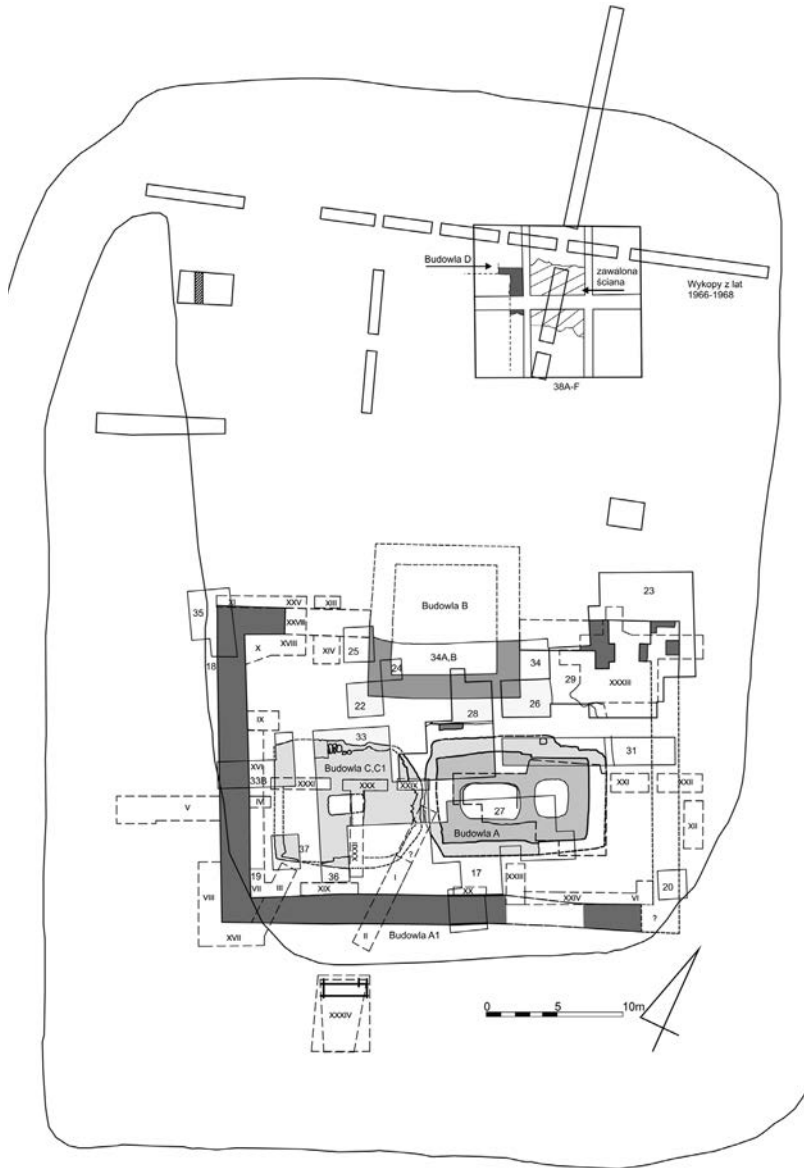 Budowla D
zawalona
ściana
Wykopy z lat
1966-1968
38A-F
23
Budowla B
35
XI
XXV
XIII
XXVII
18
X
XVIII
XIV
25
24
34A,B
34
29
XXXIII
22
28
26
IX
33
31
XVI
Budowla C,C1
33B
XXXI
XXX
XXIX
XXI
XXII
IV
V
27
XII
Budowla A
37
?
17
19
VII
III
XIX
36
I
XX
XXIII
XXIV
VI
20
VIII
XVII
II
Budowla A1
?
XXXIV
0 5 10m